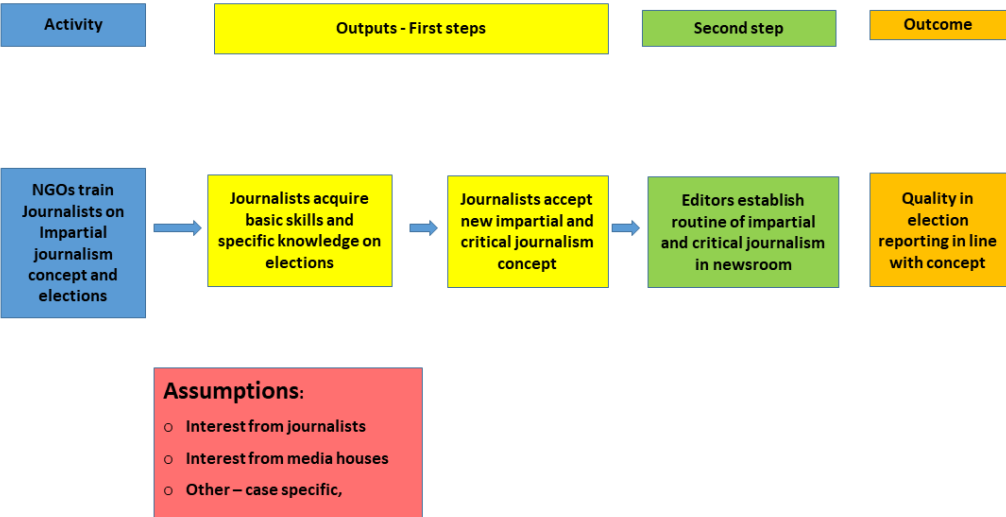 Activity
Outputs - First steps
Second step
Outcome
NGOs train
Journalists on
Impartial
journalism
concept and
elections
Journalists acquire
basic skills and
specific knowledge on
elections
Journalists accept
new impartial and
critical journalism
concept
Editors establish
routine of impartial
and critical journalism
in newsroom
Quality in
election
reporting in line
with concept
Assumptions:
o Interest from journalists
o Interest from media houses
o Other – case specific,